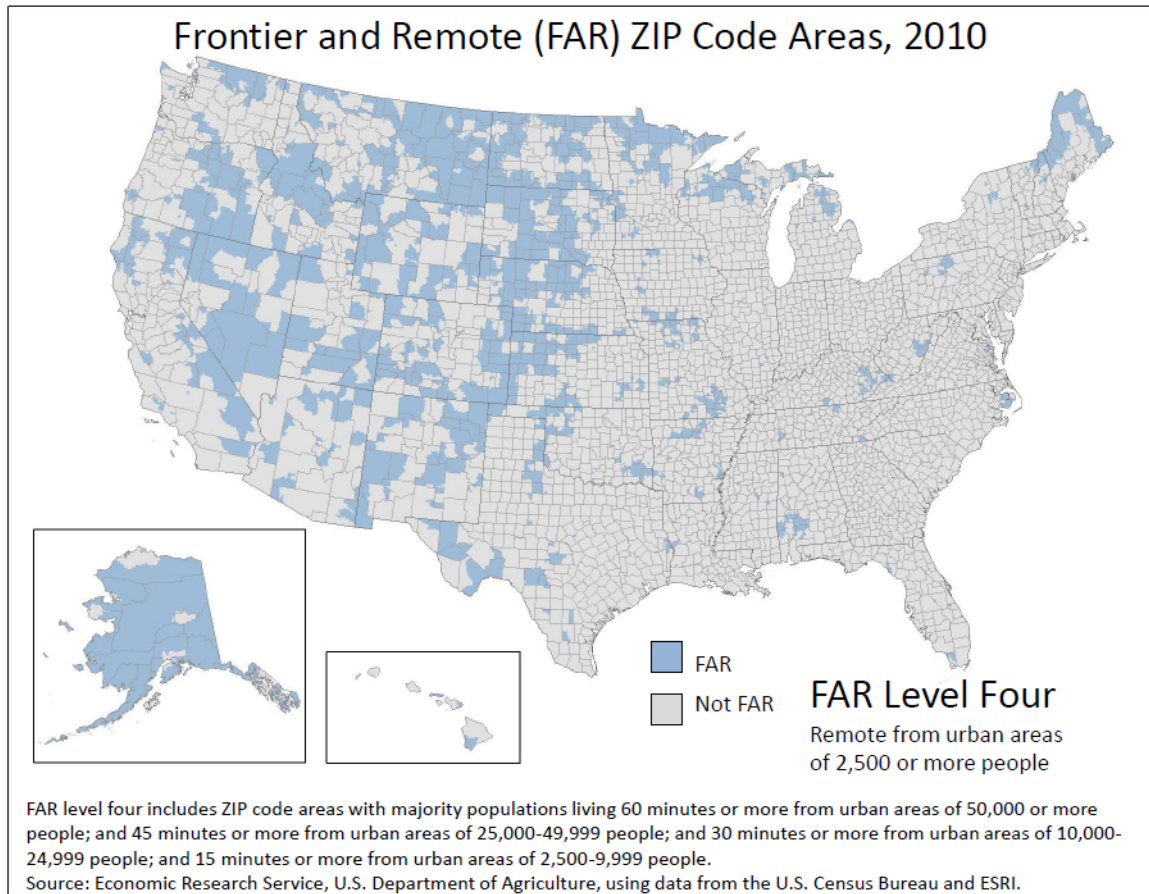 Frontier and Remote (FAR) ZIP Code Areas, 2010
FAR
Not FAR
FAR Level Four
Remote from urban areas
of 2,500 or more people
FAR level four includes ZIP code areas with majority populations living 60 minutes or more from urban areas of 50,000 or more
people; and 45 minutes or more from urban areas of 25,000-49,999 people; and 30 minutes or more from urban areas of 10,000-
24,999 people; and 15 minutes or more from urban areas of 2,500-9,999 people.
Source: Economic Research Service, U.S. Department of Agriculture, using data from the U.S. Census Bureau and ESRI.